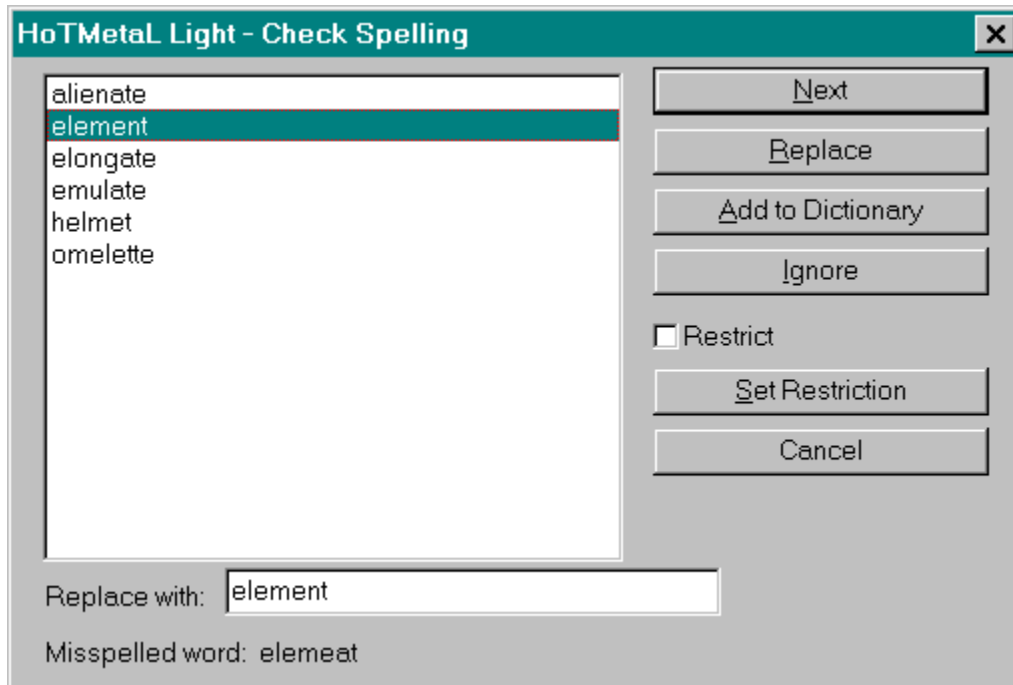 HoTMetaL Light - Check Spelling
alienate
element
elongate
emulate
helmet
omelette
Next
Replace
Add to Dictionary
Ignore
Restrict
Set Restriction
Cancel
Replace with: element
Misspelled word: elemeat